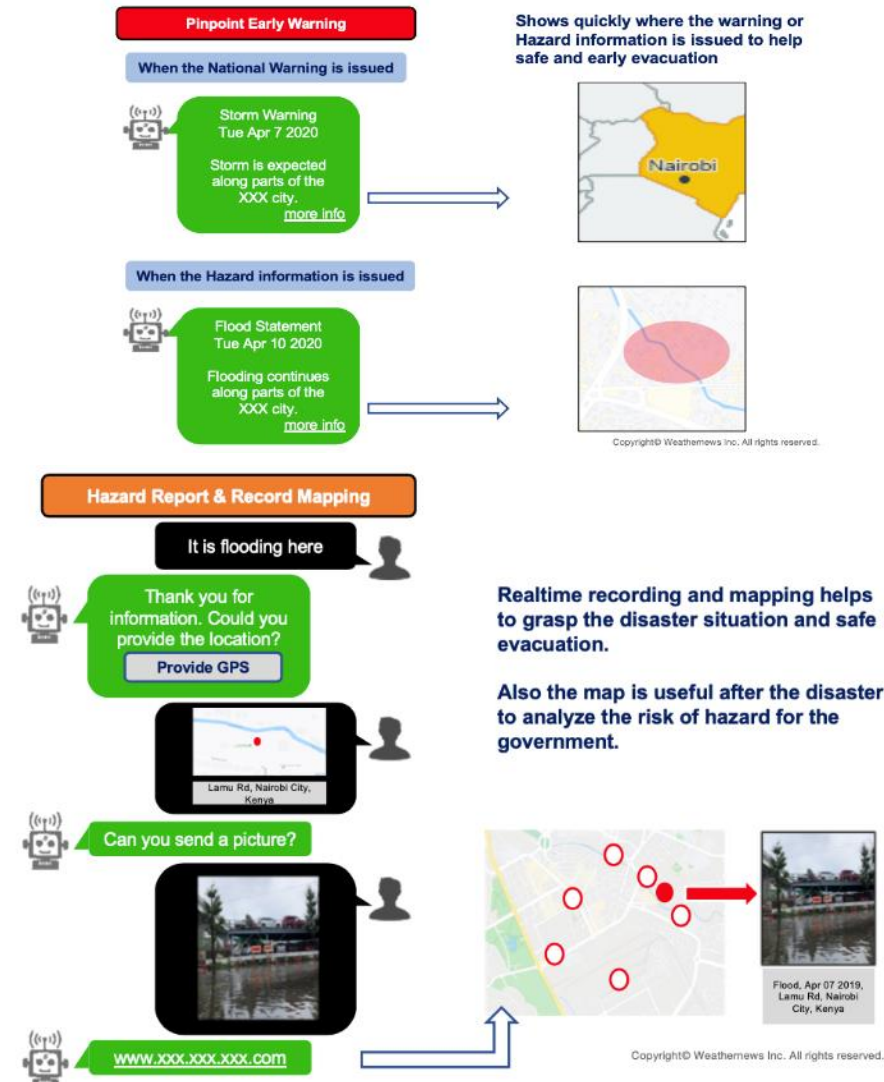 Pinpoint Early Warning
Shows quickly where the warning or
Hazard information is issued to help
safe and early evacuation
When the National Warning is issued
Storm Warning
Tue Apr 7 2020
Storm is expected
along parts of the
XXX city.
more info
Nairobi
When the Hazard information is issued
Flood Statement
Tue Apr 10 2020
Flooding continues
along parts of the
XXX city.
more info
Copyright© Weathernews Inc. All rights reserved.
Hazard Report & Record Mapping
It is flooding here
Thank you for
information. Could you
provide the location?
Provide GPS
Realtime recording and mapping helps
to grasp the disaster situation and safe
evacuation.
Also the map is useful after the disaster
to analyze the risk of hazard for the
government.
Lamu Rd, Nairobi City,
Kenya
Can you send a picture?
Flood, Apr 07 2019,
Lamu Rd, Nairobi
City, Kenya
www.xxx.xxx.xxx.com
Copyright© Weathernews Inc. All rights reserved.